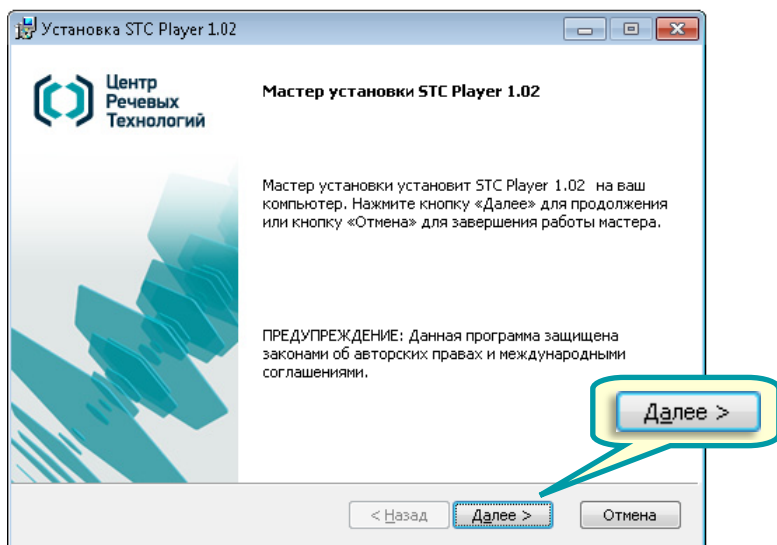 Установка STC Player 1.02
Центр
Речевых
Технологий
Мастер установки STC Player 1.02
Мастер установки установит STC Player 1.02 на ваш
компьютер. Нажмите кнопку «Далее» для продолжения
или кнопку «Отмена» для завершения работы мастера.
ПРЕДУПРЕЖДЕНИЕ: Данная программа защищена
законами об авторских правах и международными
соглашениями.
Далее >
< Назад Далее > Отмена